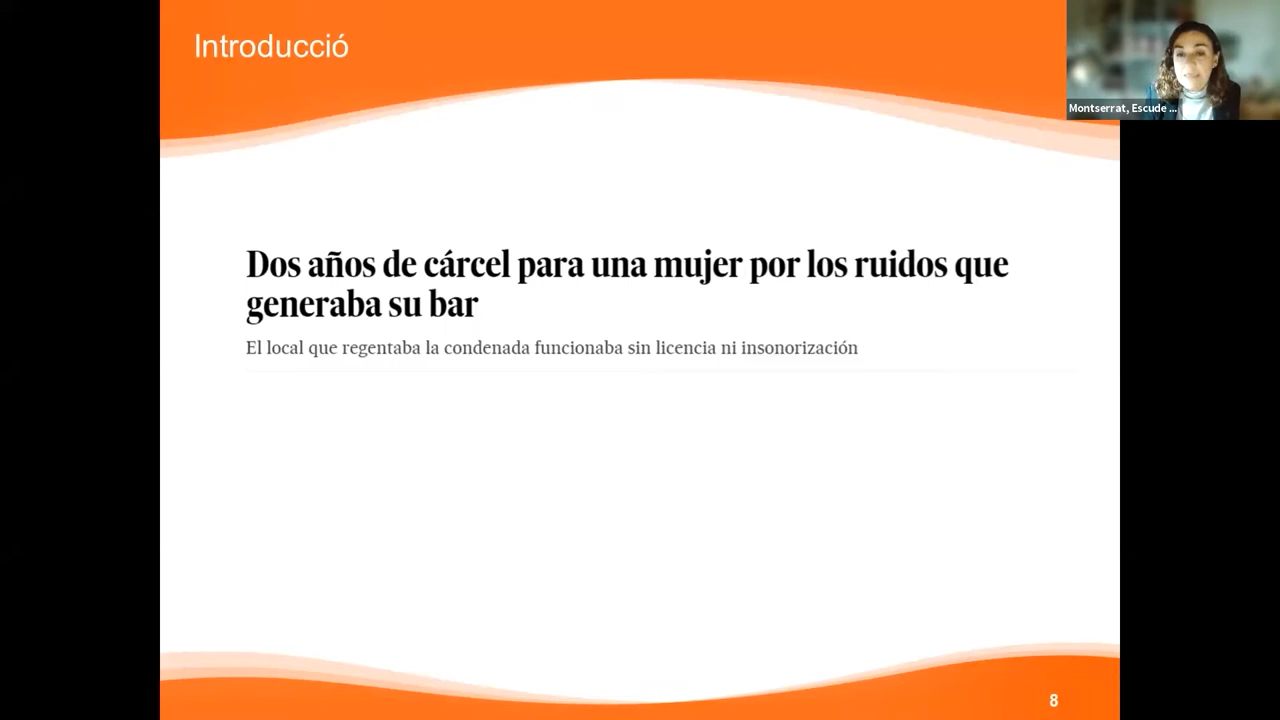 Introducció
Montserrat, Escude ...
Dos años de cárcel para una mujer por los ruidos que
generaba su bar
El local que regentaba la condenada funcionaba sin licencia ni insonorización
8